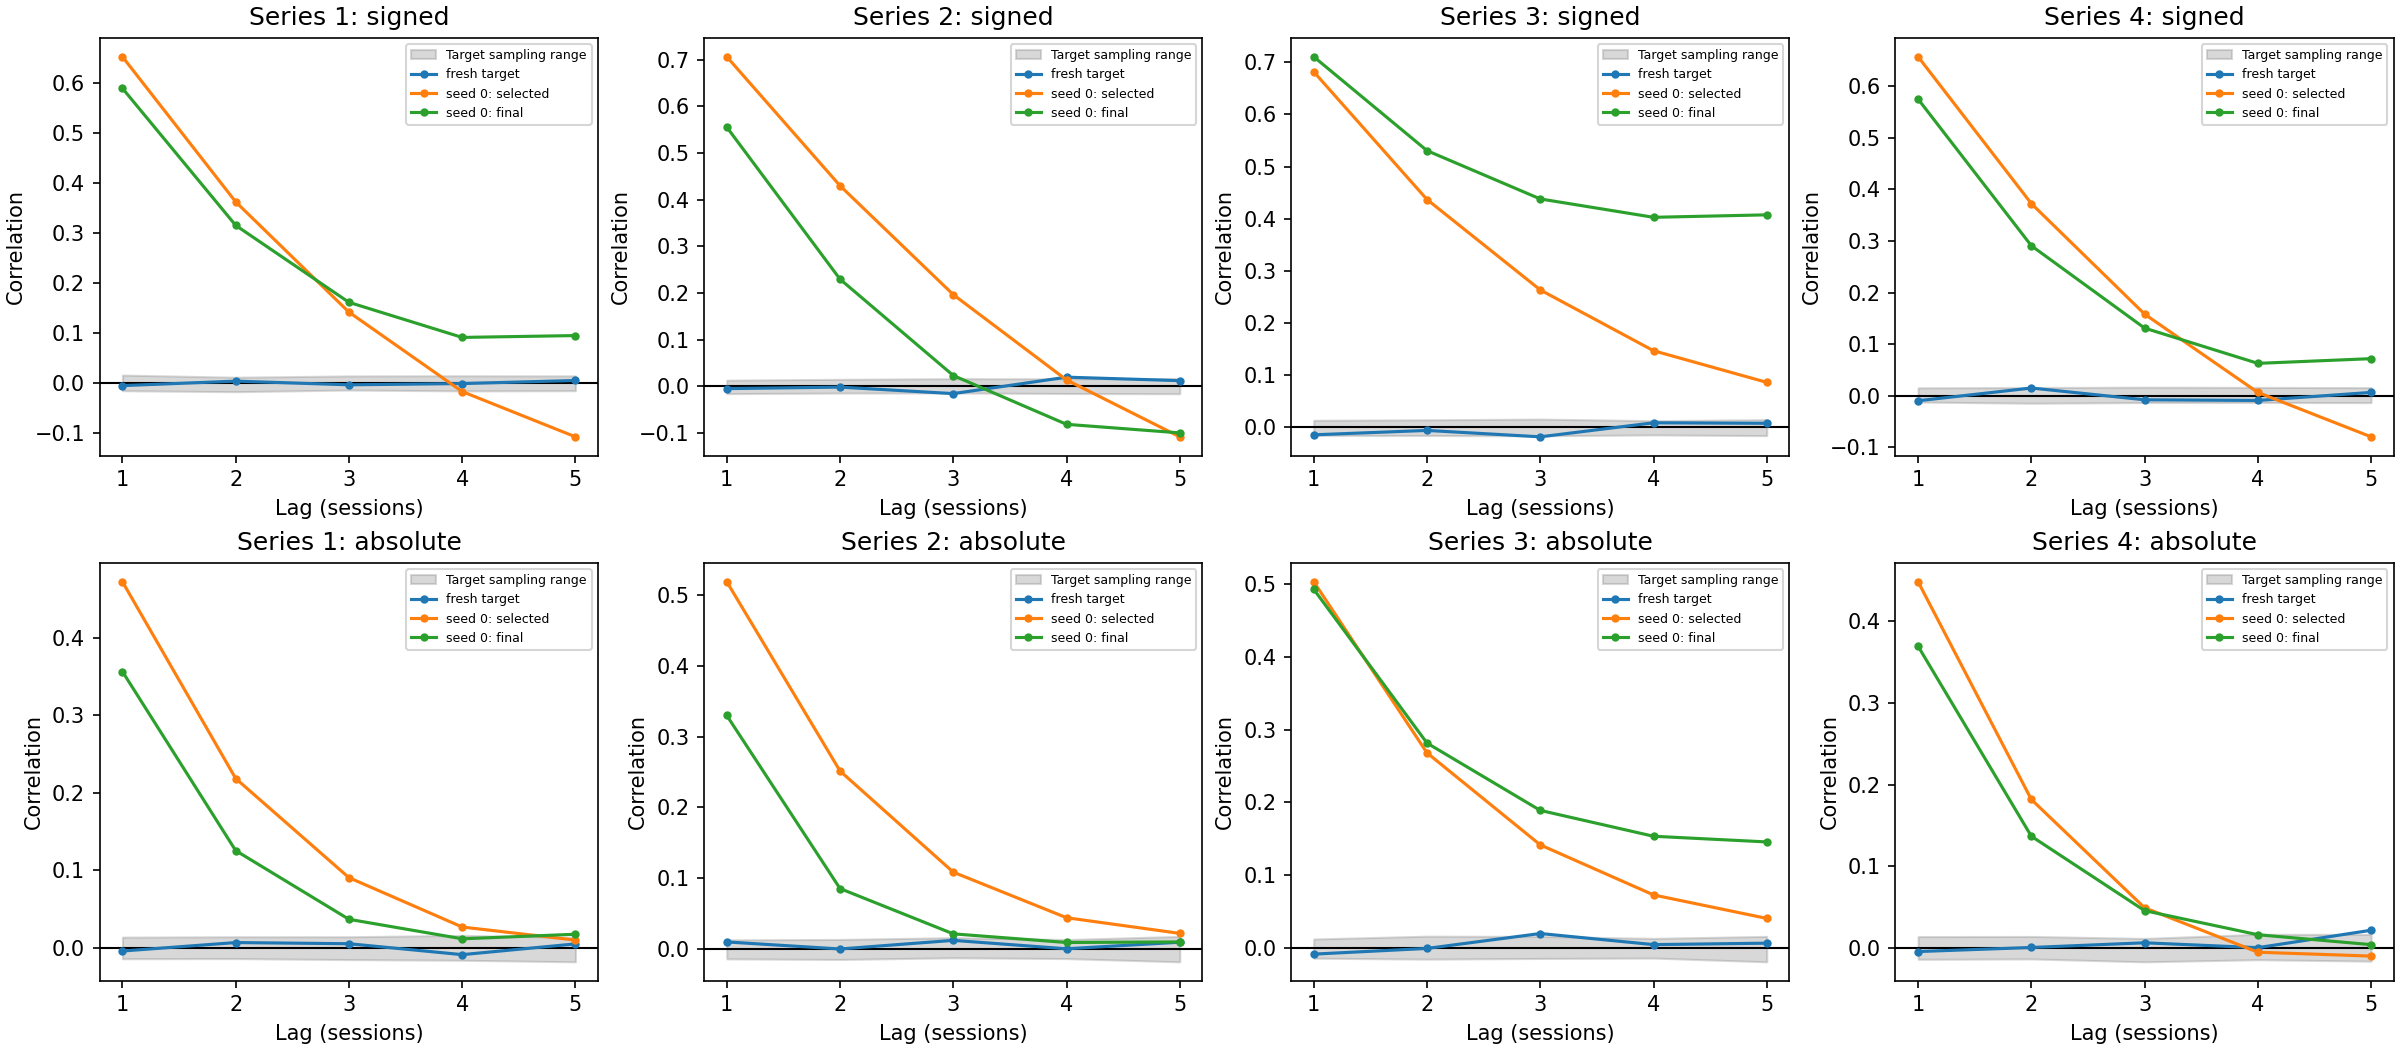 Series 1: signed
Correlation
0.6
0.5
0.4
0.3
0.2
0.1
0.0
−0.1
Target sampling range
fresh target
seed 0: selected
seed 0: final
1 2 3 4 5
Lag (sessions)
Series 2: signed
Correlation
0.7
0.6
0.5
0.4
0.3
0.2
0.1
0.0
−0.1
Target sampling range
fresh target
seed 0: selected
seed 0: final
1 2 3 4 5
Lag (sessions)
Series 3: signed
Correlation
0.7
0.6
0.5
0.4
0.3
0.2
0.1
0.0
Target sampling range
fresh target
seed 0: selected
seed 0: final
1 2 3 4 5
Lag (sessions)
Series 4: signed
Correlation
0.6
0.5
0.4
0.3
0.2
0.1
0.0
−0.1
Target sampling range
fresh target
seed 0: selected
seed 0: final
1 2 3 4 5
Lag (sessions)
Series 1: absolute
Correlation
0.4
0.3
0.2
0.1
0.0
Target sampling range
fresh target
seed 0: selected
seed 0: final
1 2 3 4 5
Lag (sessions)
Series 2: absolute
Correlation
0.5
0.4
0.3
0.2
0.1
0.0
Target sampling range
fresh target
seed 0: selected
seed 0: final
1 2 3 4 5
Lag (sessions)
Series 3: absolute
Correlation
0.5
0.4
0.3
0.2
0.1
0.0
Target sampling range
fresh target
seed 0: selected
seed 0: final
1 2 3 4 5
Lag (sessions)
Series 4: absolute
Correlation
0.4
0.3
0.2
0.1
0.0
Target sampling range
fresh target
seed 0: selected
seed 0: final
1 2 3 4 5
Lag (sessions)